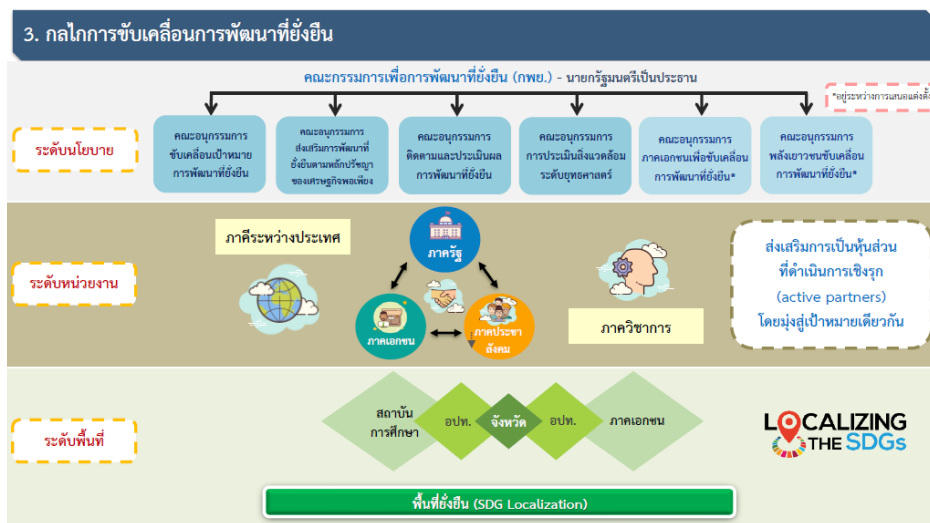 3. กลไกการขับเคลื่อนการพัฒนาที่ยั่งยืน
คณะกรรมการเพื่อการพัฒนาที่ยั่งยืน (กพย.) - นายกรัฐมนตรีเป็นประธาน
*อยู่ระหว่างการเสนอแต่งตั้ง
ระดับนโยบาย
คณะอนุกรรมการ
ขับเคลื่อนเป้าหมาย
การพัฒนาที่ยั่งยืน
คณะอนุกรรมการ
ส่งเสริมการพัฒนาที่
ยั่งยืนตามหลักปรัชญา
ของเศรษฐกิจพอเพียง
คณะอนุกรรมการ
ติดตามและประเมินผล
การพัฒนาที่ยั่งยืน
คณะอนุกรรมการ
การประเมินสิ่งแวดล้อม
ระดับยุทธศาสตร์
คณะอนุกรรมการ
ภาคเอกชนเพื่อขับเคลื่อน
การพัฒนาที่ยั่งยืน*
คณะอนุกรรมการ
พลังเยาวชนขับเคลื่อน
การพัฒนาที่ยั่งยืน*
ระดับหน่วยงาน
ภาคีระหว่างประเทศ
ภาครัฐ
ภาคเอกชน
ภาคประชา
สังคม
ภาควิชาการ
ส่งเสริมการเป็นหุ้นส่วน
ที่ดำเนินการเชิงรุก
(active partners)
โดยมุ่งสู่เป้าหมายเดียวกัน
ระดับพื้นที่
สถาบัน
การศึกษา
อปท.
จังหวัด
อปท.
ภาคเอกชน
LOCALIZING
THE SDGs
พื้นที่ยั่งยืน (SDG Localization)